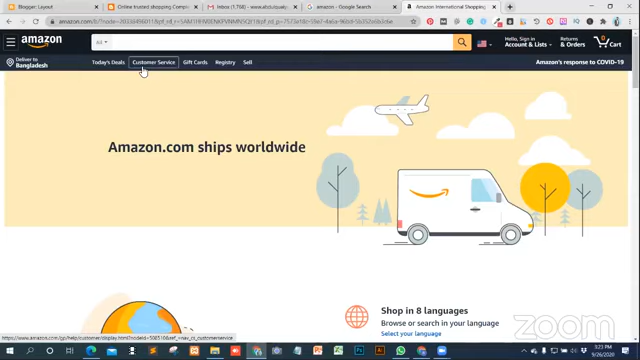 Blogger: Layout
Online trusted shopping Comp
Inbox (1,768)
amazon - Google Search
Amazon International Shopping
amazon
All
Deliver to
Bangladesh
Hello, Sign in
Account & Lists
Returns
& Orders
0
Cart
Today's Deals
Customer Service
Gift Cards
Registry
Sell
Amazon's response to COVID-19
Amazon.com ships worldwide
Shop in 8 languages
Browse or search in your language
Select your language
zoom
3:21 PM
9/26/2020